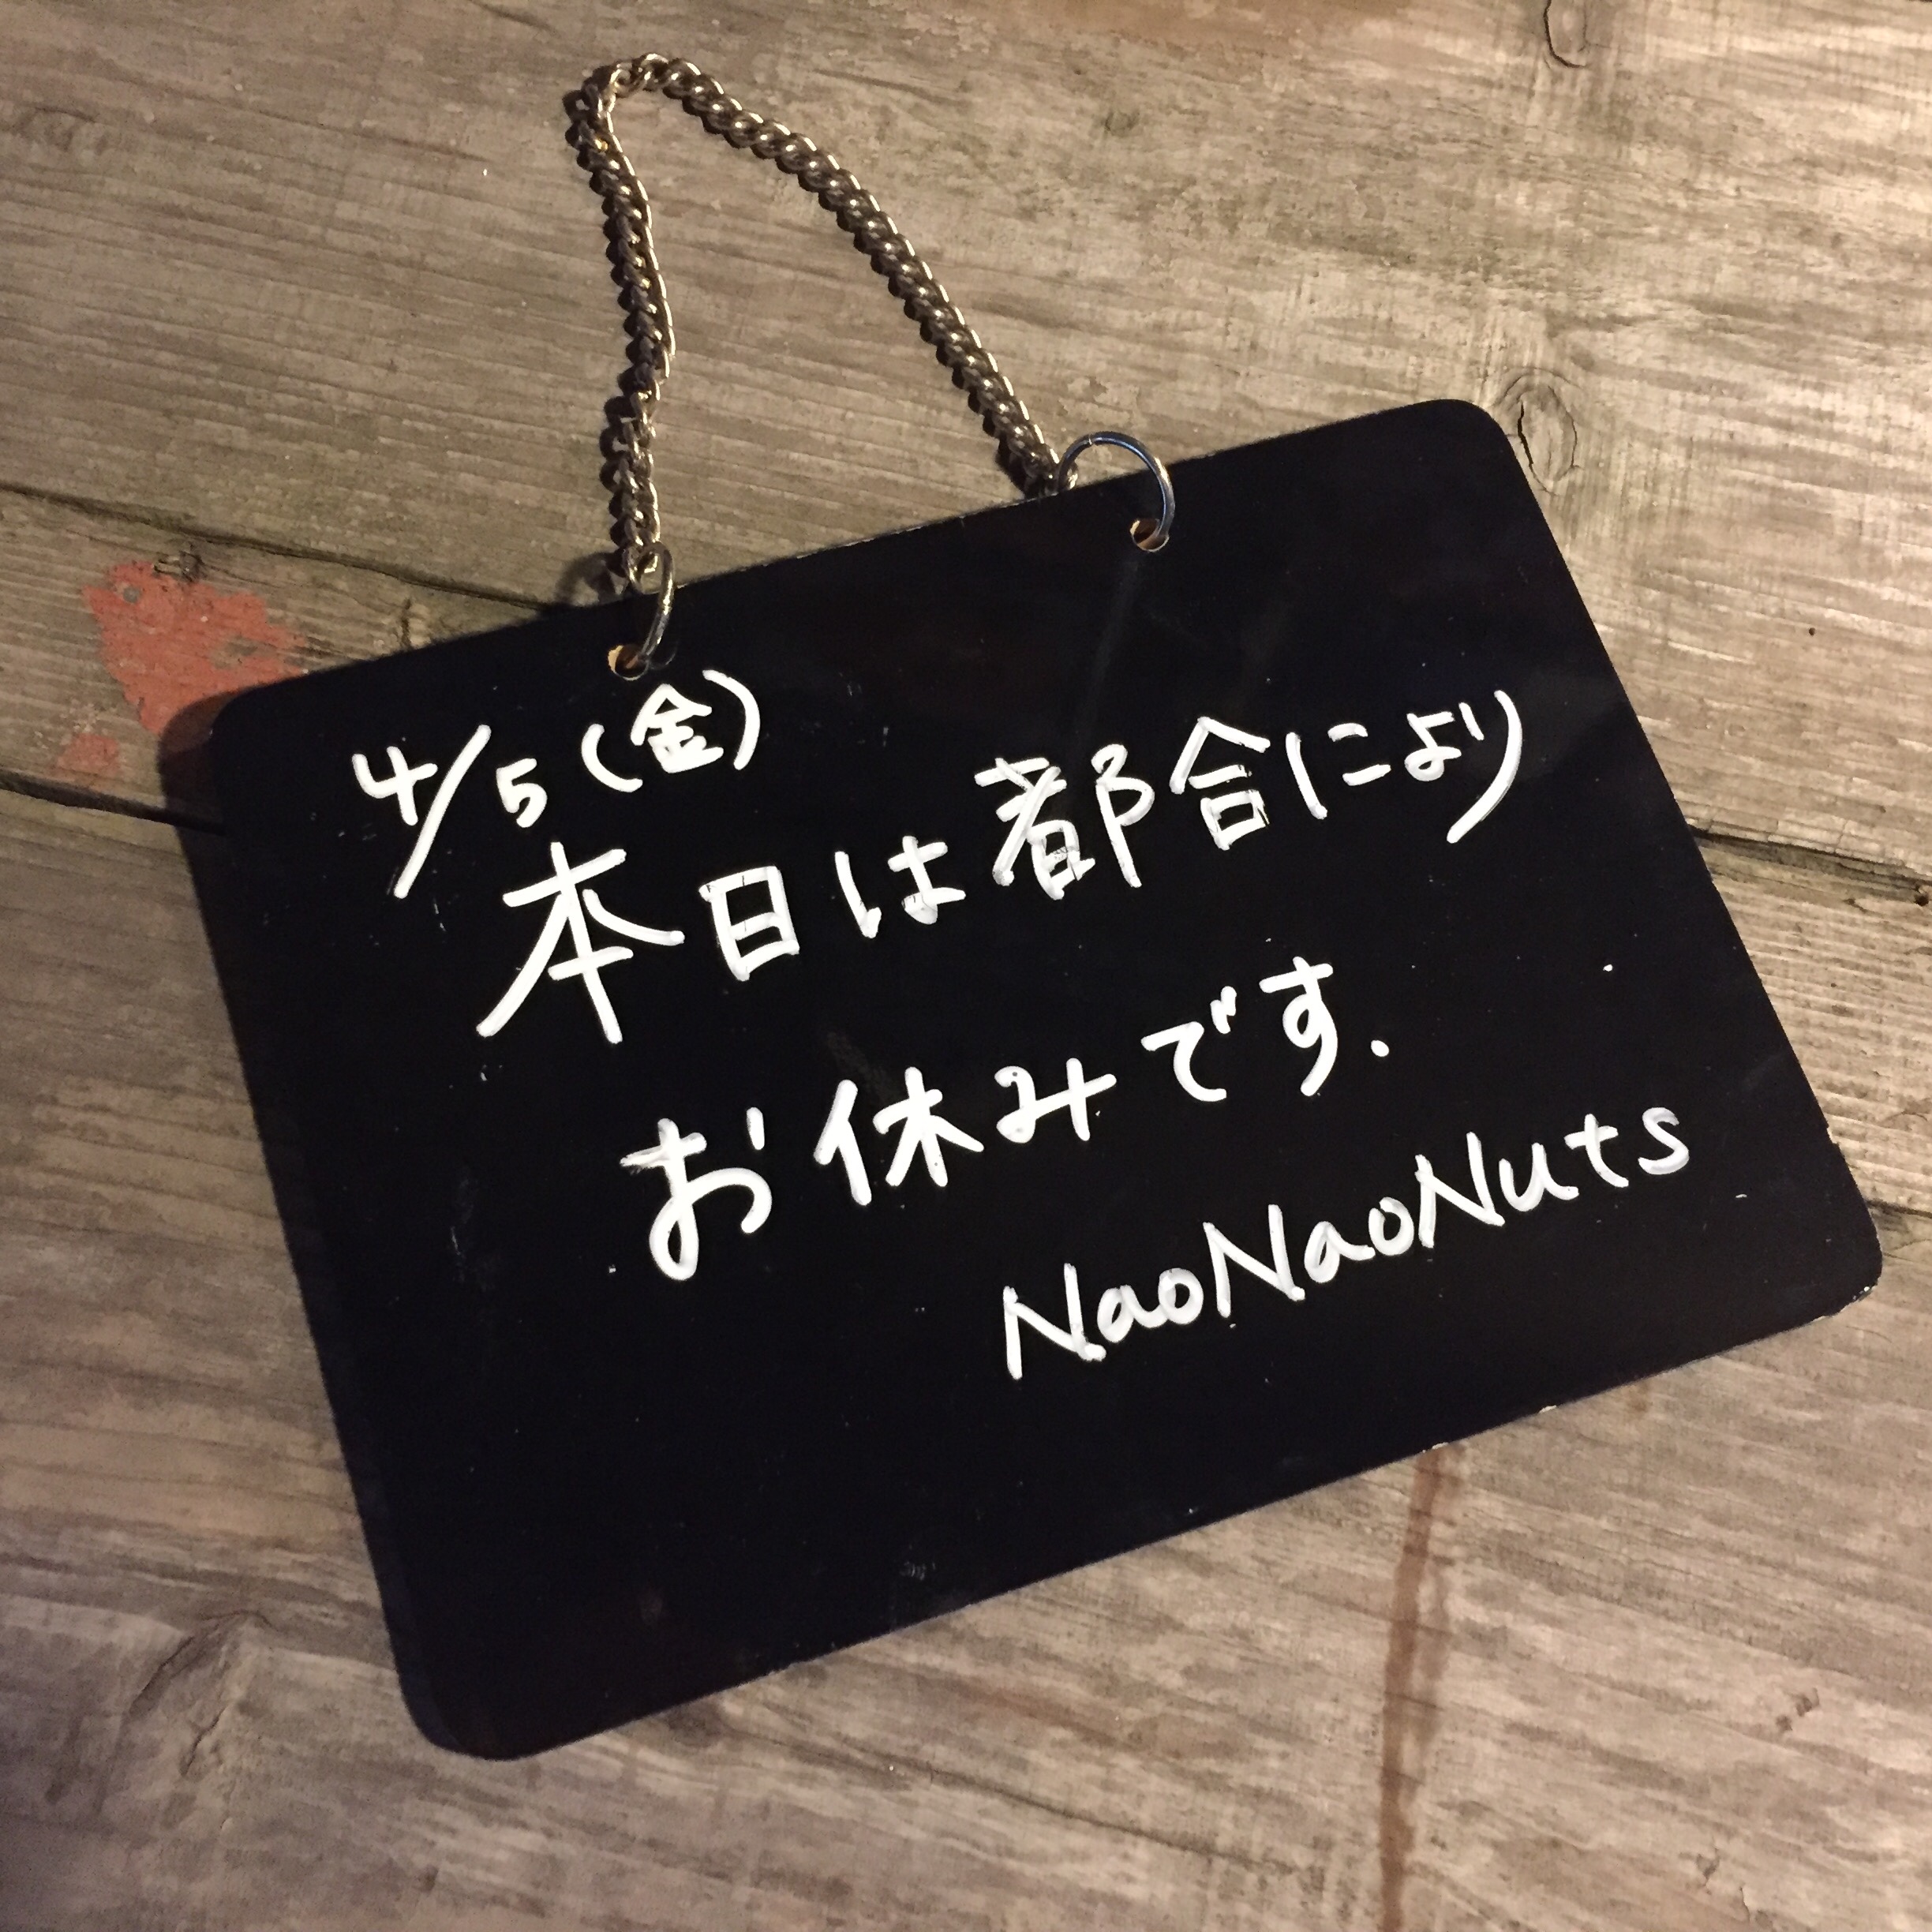 4/5(金)
本日は都合により
お休みです.
NaoNaoNuts